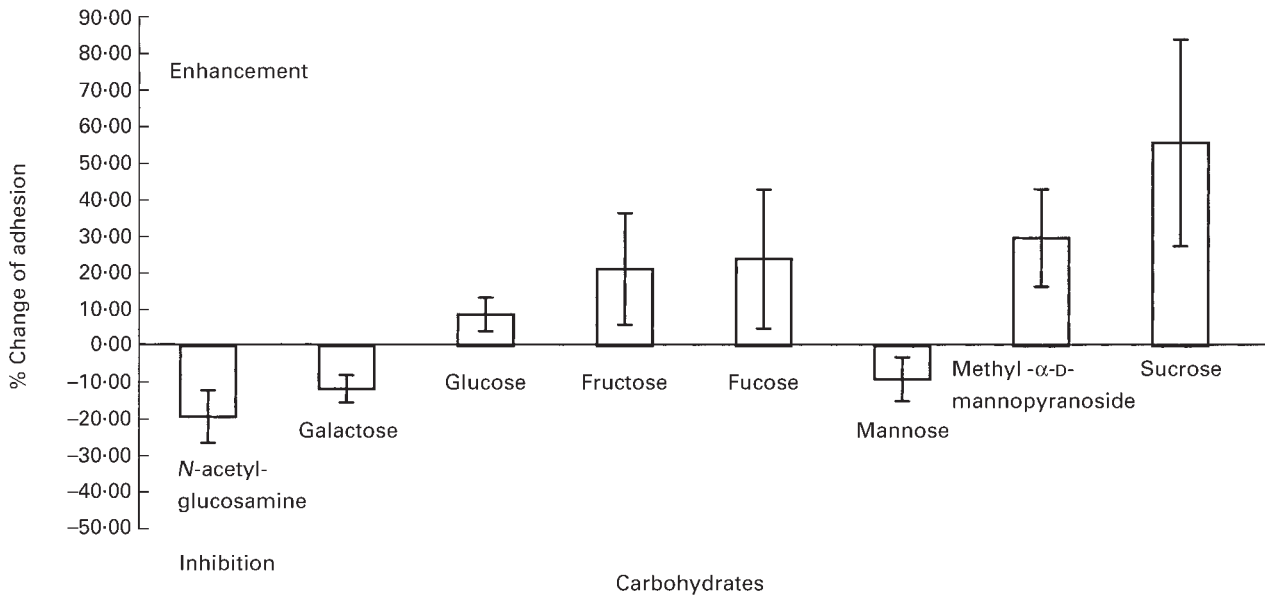 % Change of adhesion
90·00
80·00
70·00
60·00
50·00
40·00
30·00
20·00
10·00
0·00
−10·00
−20·00
−30·00
−40·00
−50·00
Enhancement
N-acetyl-
glucosamine
Galactose
Glucose
Fructose
Fucose
Mannose
Methyl -α-D-
mannopyranoside
Sucrose
Inhibition
Carbohydrates